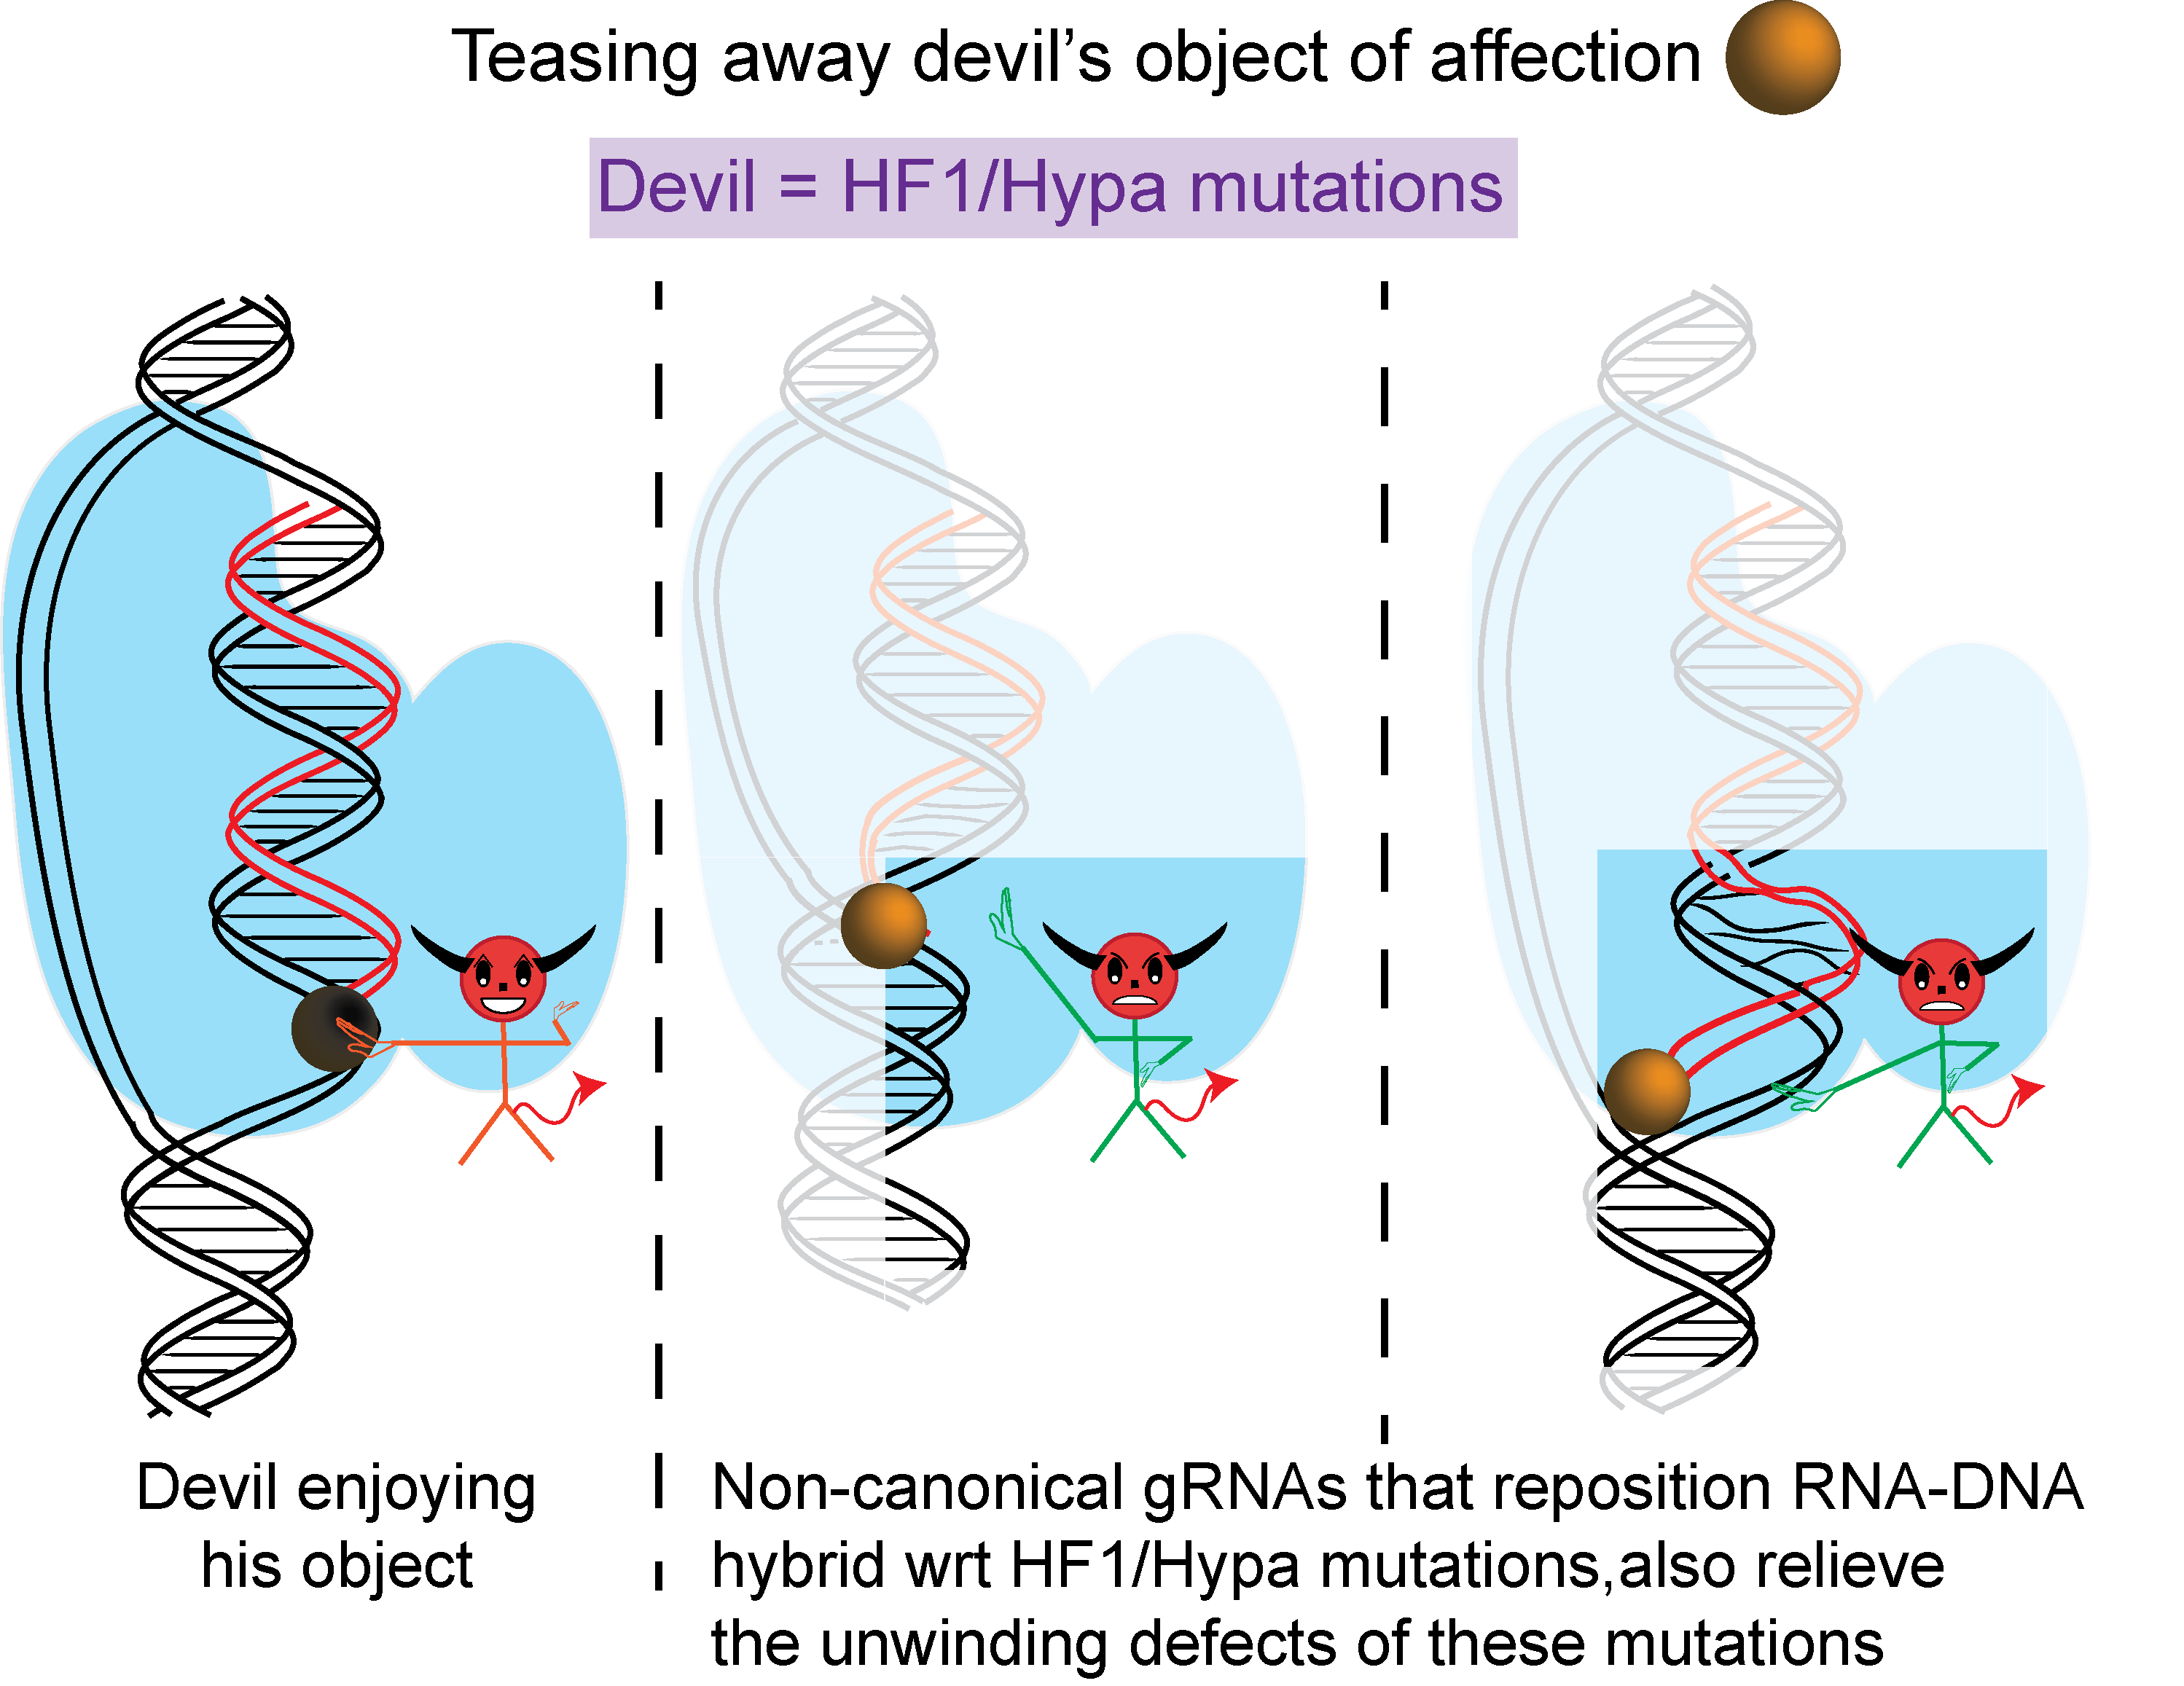 Teasing away devil’s object of affection
Devil = HF1/Hypa mutations
Devil enjoying
his object
Non-canonical gRNAs that reposition RNA-DNA
hybrid wrt HF1/Hypa mutations,also relieve
the unwinding defects of these mutations